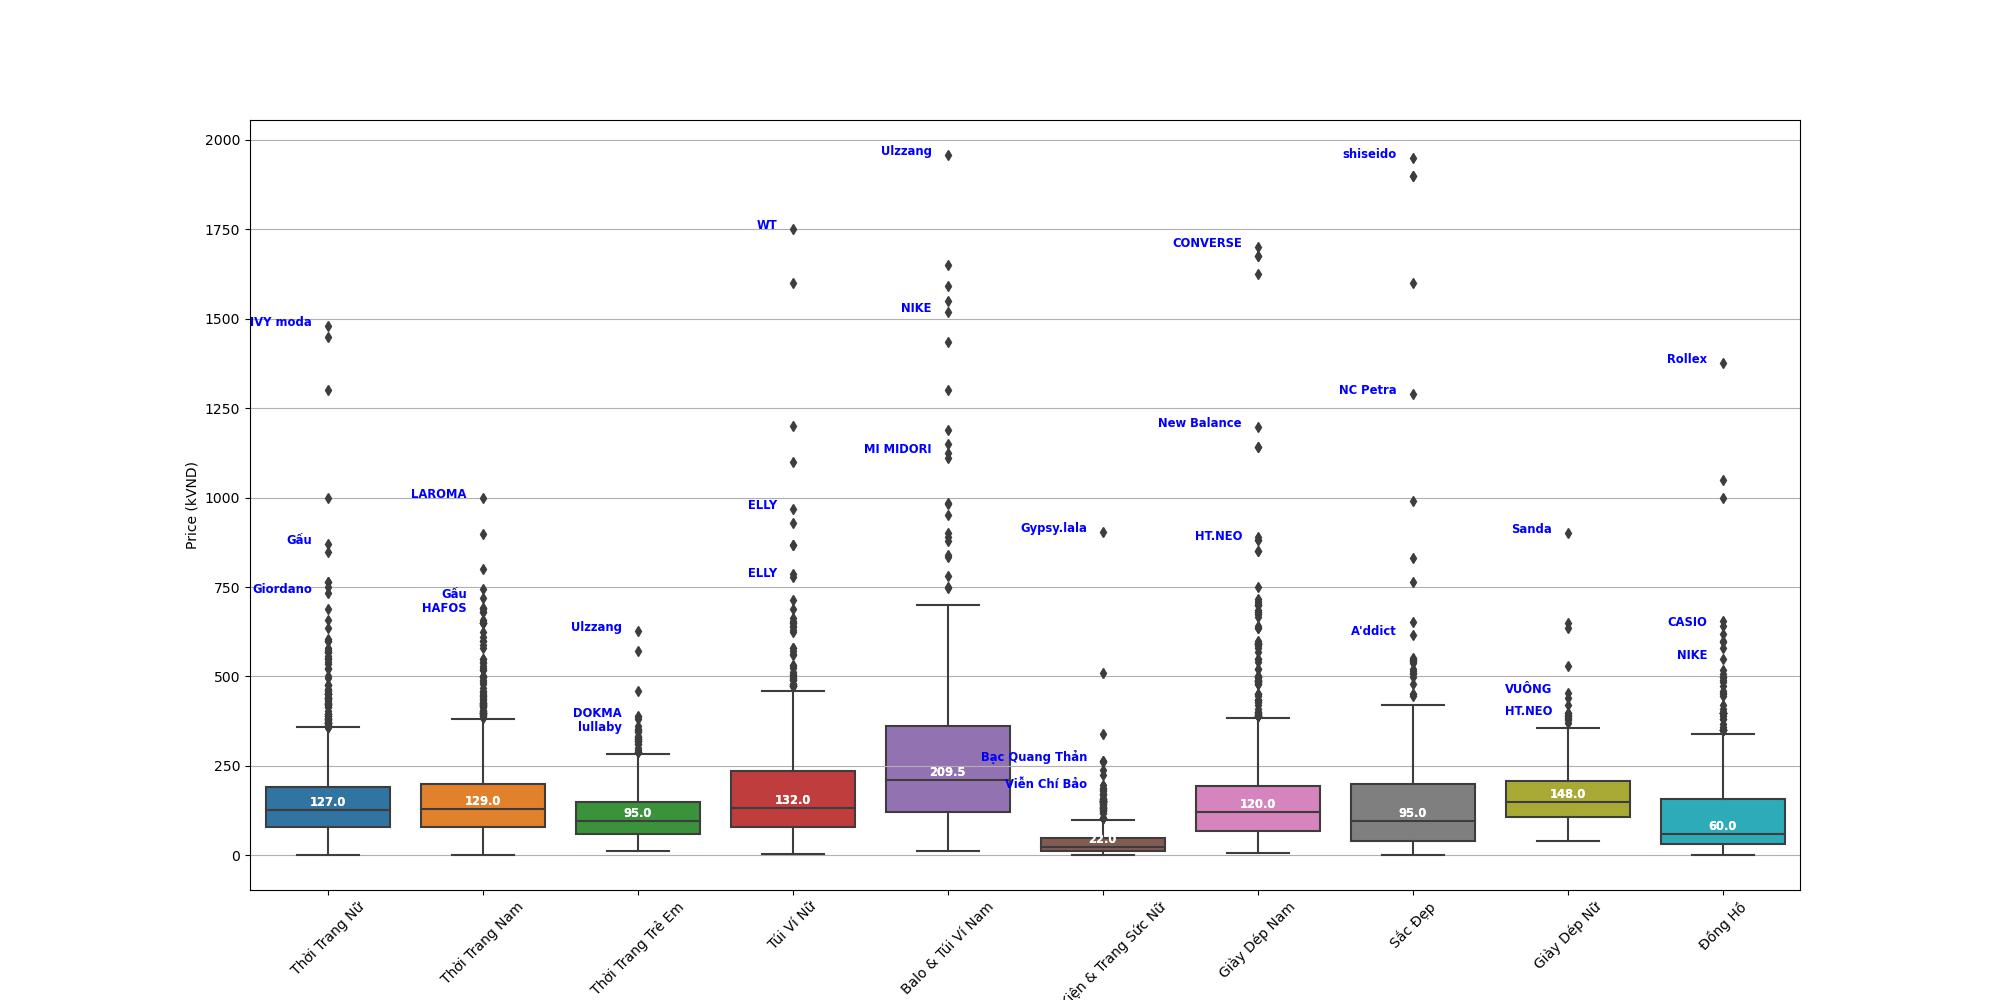 2000
1750
1500
1250
1000
750
500
250
0
Price (kVND)
IVY moda
Gấu
Giordano
127.0
LAROMA
Gấu
HAFOS
129.0
Ulzzang
DOKMA
lullaby
95.0
WT
ELLY
ELLY
132.0
Ulzzang
NIKE
MI MIDORI
209.5
Gypsy.lala
Bạc Quang Thản
Viễn Chí Bảo
22.0
CONVERSE
New Balance
HT.NEO
120.0
shiseido
NC Petra
A'ddict
95.0
Sanda
VUÔNG
HT.NEO
148.0
Rollex
CASIO
NIKE
60.0
Thời Trang Nữ
Thời Trang Nam
Thời Trang Trẻ Em
Túi Ví Nữ
Balo & Túi Ví Nam
Kiện & Trang Sức Nữ
Giày Dép Nam
Sắc Đẹp
Giày Dép Nữ
Đồng Hồ